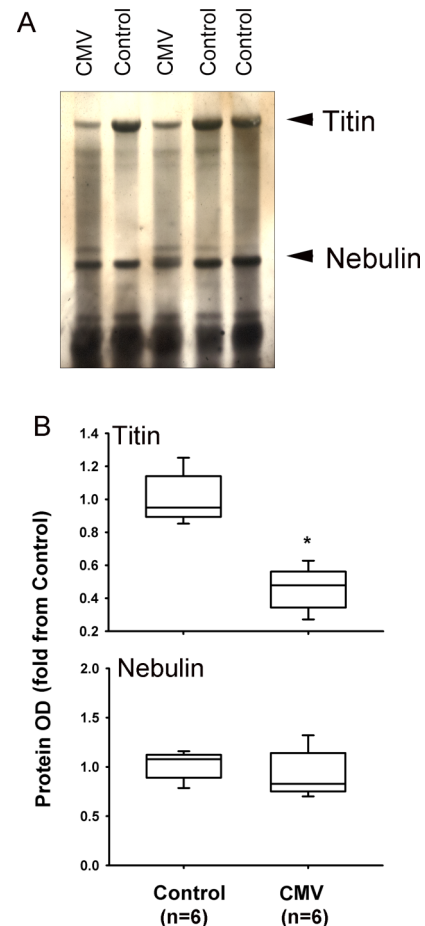 A
CMV
Control
CMV
Control
Control
Titin
Nebulin
B
Protein OD (fold from Control)
Titin
1.4
1.2
1.0
0.8
0.6
0.4
0.2
*
Nebulin
2.0
1.5
1.0
0.5
0.0
Control
(n=6)
CMV
(n=6)